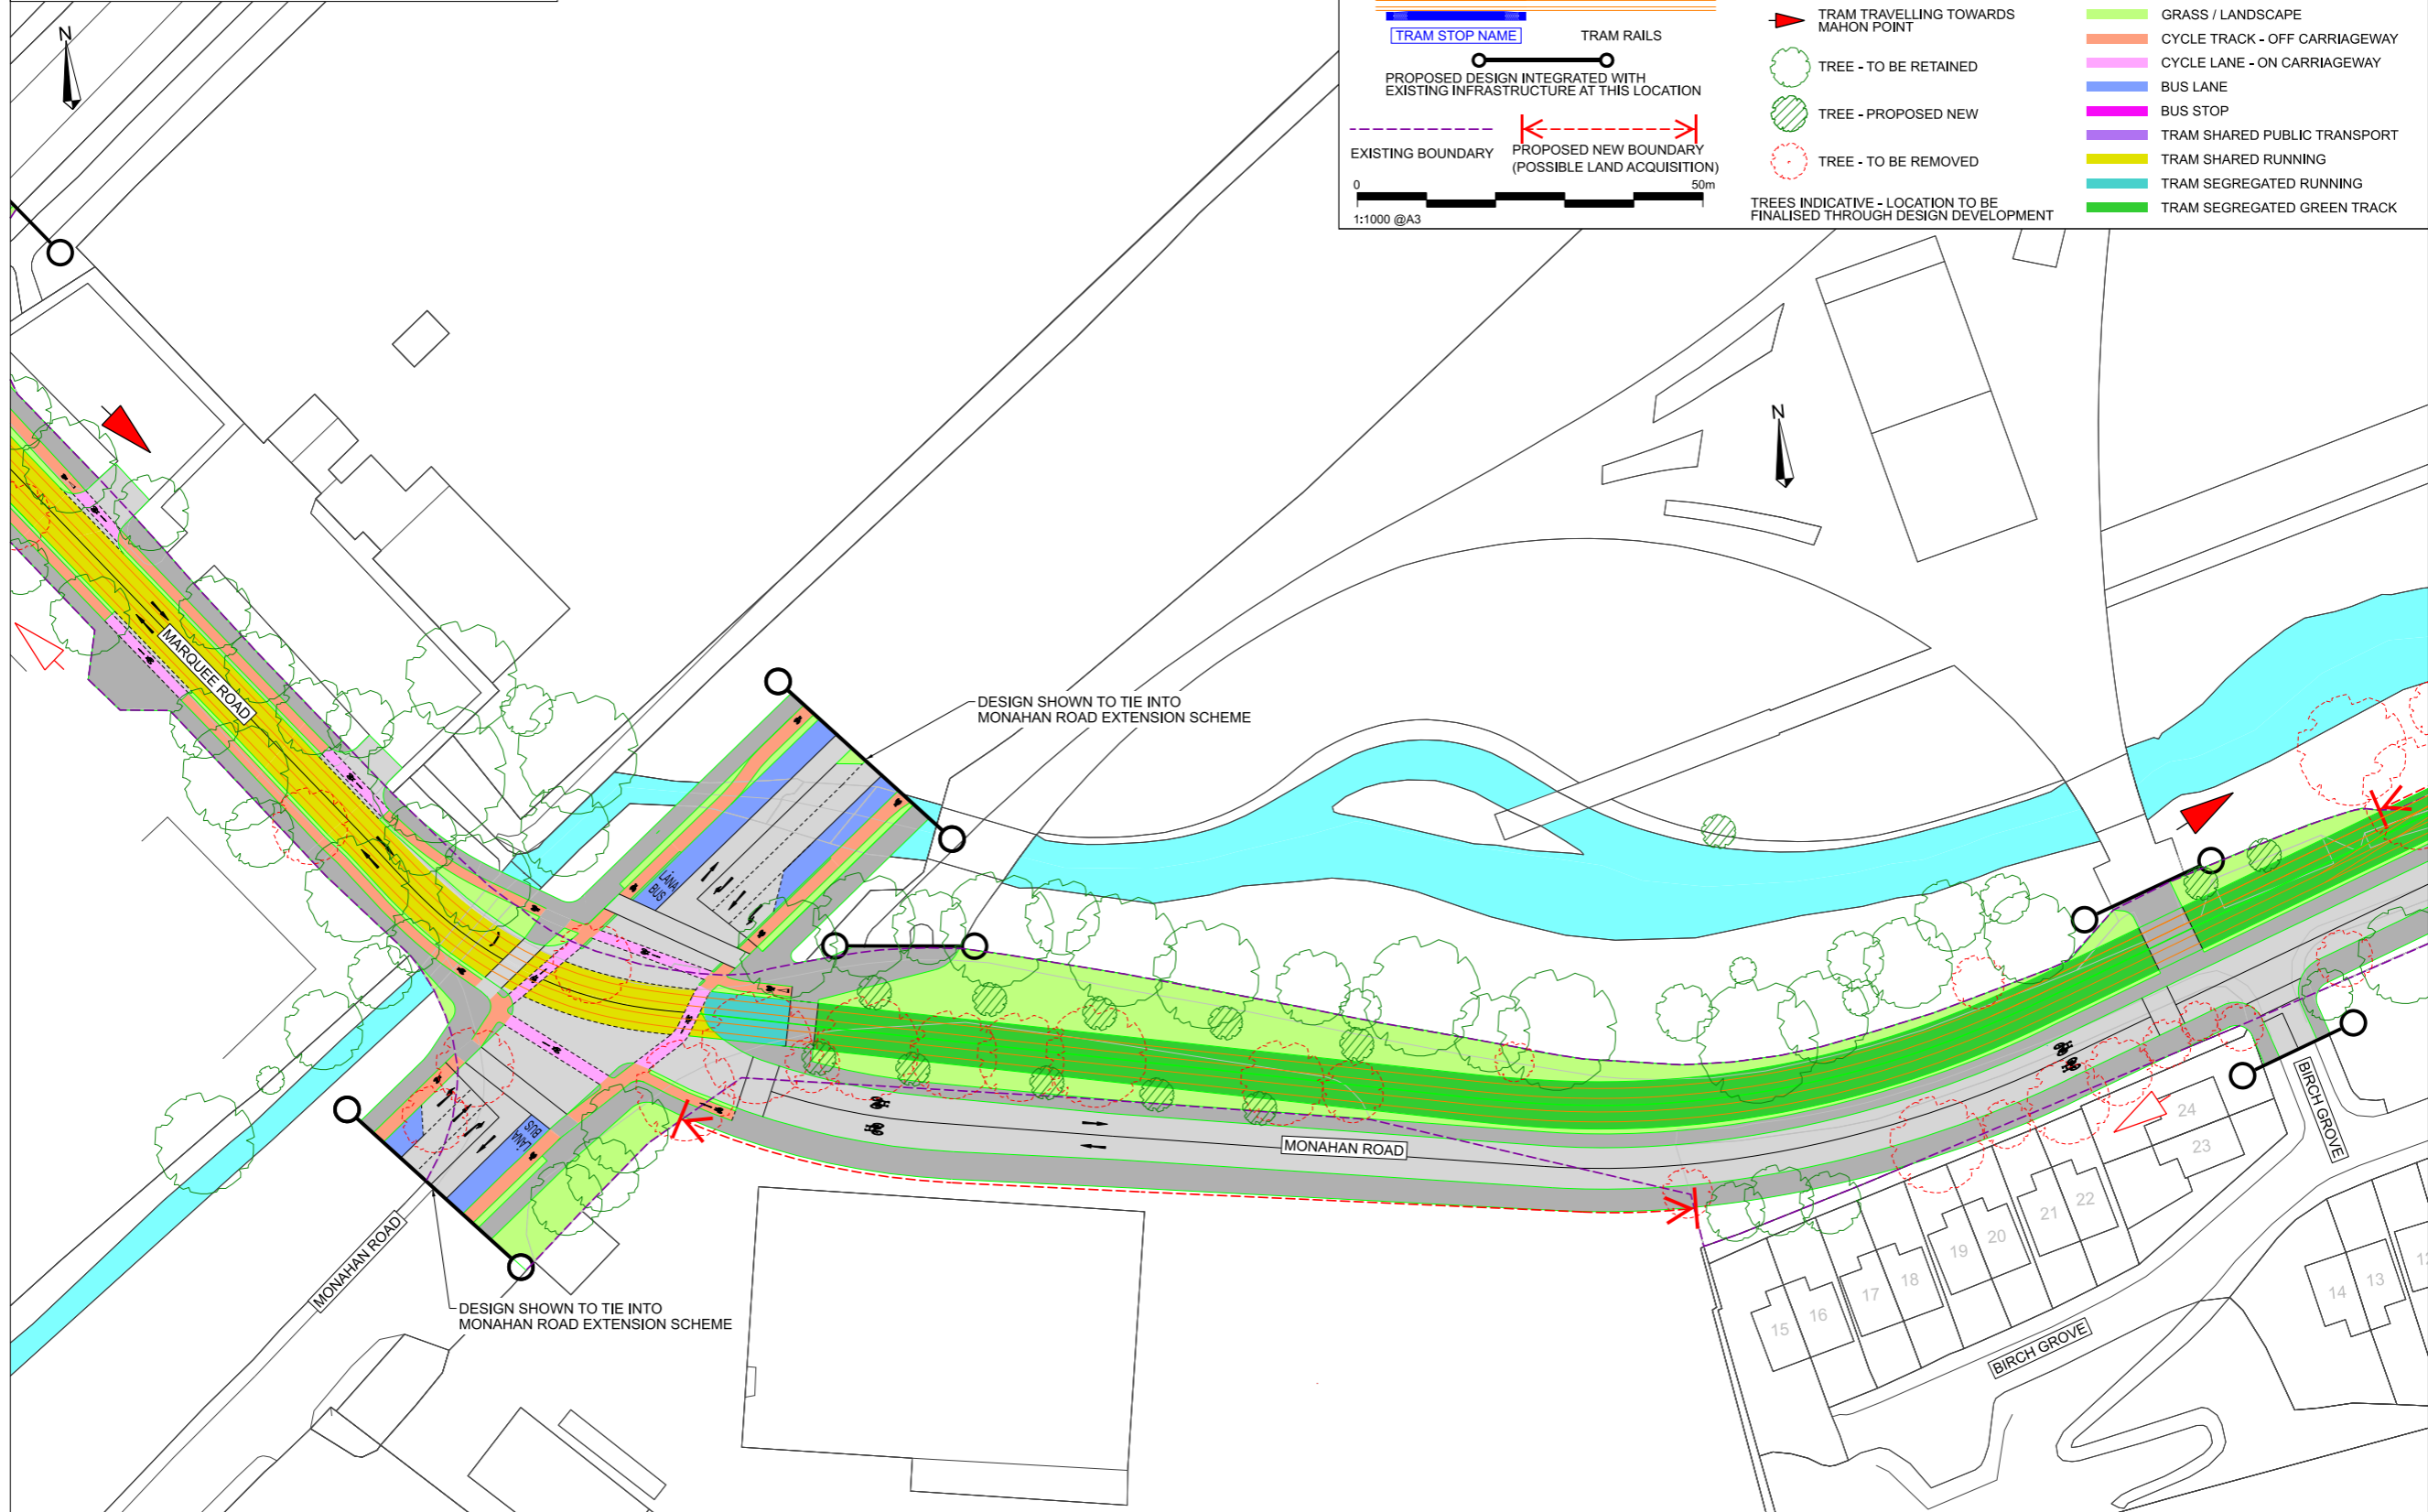 TRAM STOP NAME
TRAM RAILS
PROPOSED DESIGN INTEGRATED WITH
EXISTING INFRASTRUCTURE AT THIS LOCATION
EXISTING BOUNDARY
PROPOSED NEW BOUNDARY
(POSSIBLE LAND ACQUISITION)
0
50m
1:1000 @A3
TRAM TRAVELLING TOWARDS
MAHON POINT
TREE - TO BE RETAINED
TREE - PROPOSED NEW
TREE - TO BE REMOVED
TREES INDICATIVE - LOCATION TO BE
FINALISED THROUGH DESIGN DEVELOPMENT
GRASS / LANDSCAPE
CYCLE TRACK - OFF CARRIAGEWAY
CYCLE LANE - ON CARRIAGEWAY
BUS LANE
BUS STOP
TRAM SHARED PUBLIC TRANSPORT
TRAM SHARED RUNNING
TRAM SEGREGATED RUNNING
TRAM SEGREGATED GREEN TRACK
N
N
MARQUEE ROAD
DESIGN SHOWN TO TIE INTO
MONAHAN ROAD EXTENSION SCHEME
LÁNA
BUS
LÁNA
BUS
MONAHAN ROAD
MONAHAN ROAD
DESIGN SHOWN TO TIE INTO
MONAHAN ROAD EXTENSION SCHEME
BIRCH GROVE
24
23
22
21
20
19
18
17
16
15
14
13
12
BIRCH GROVE